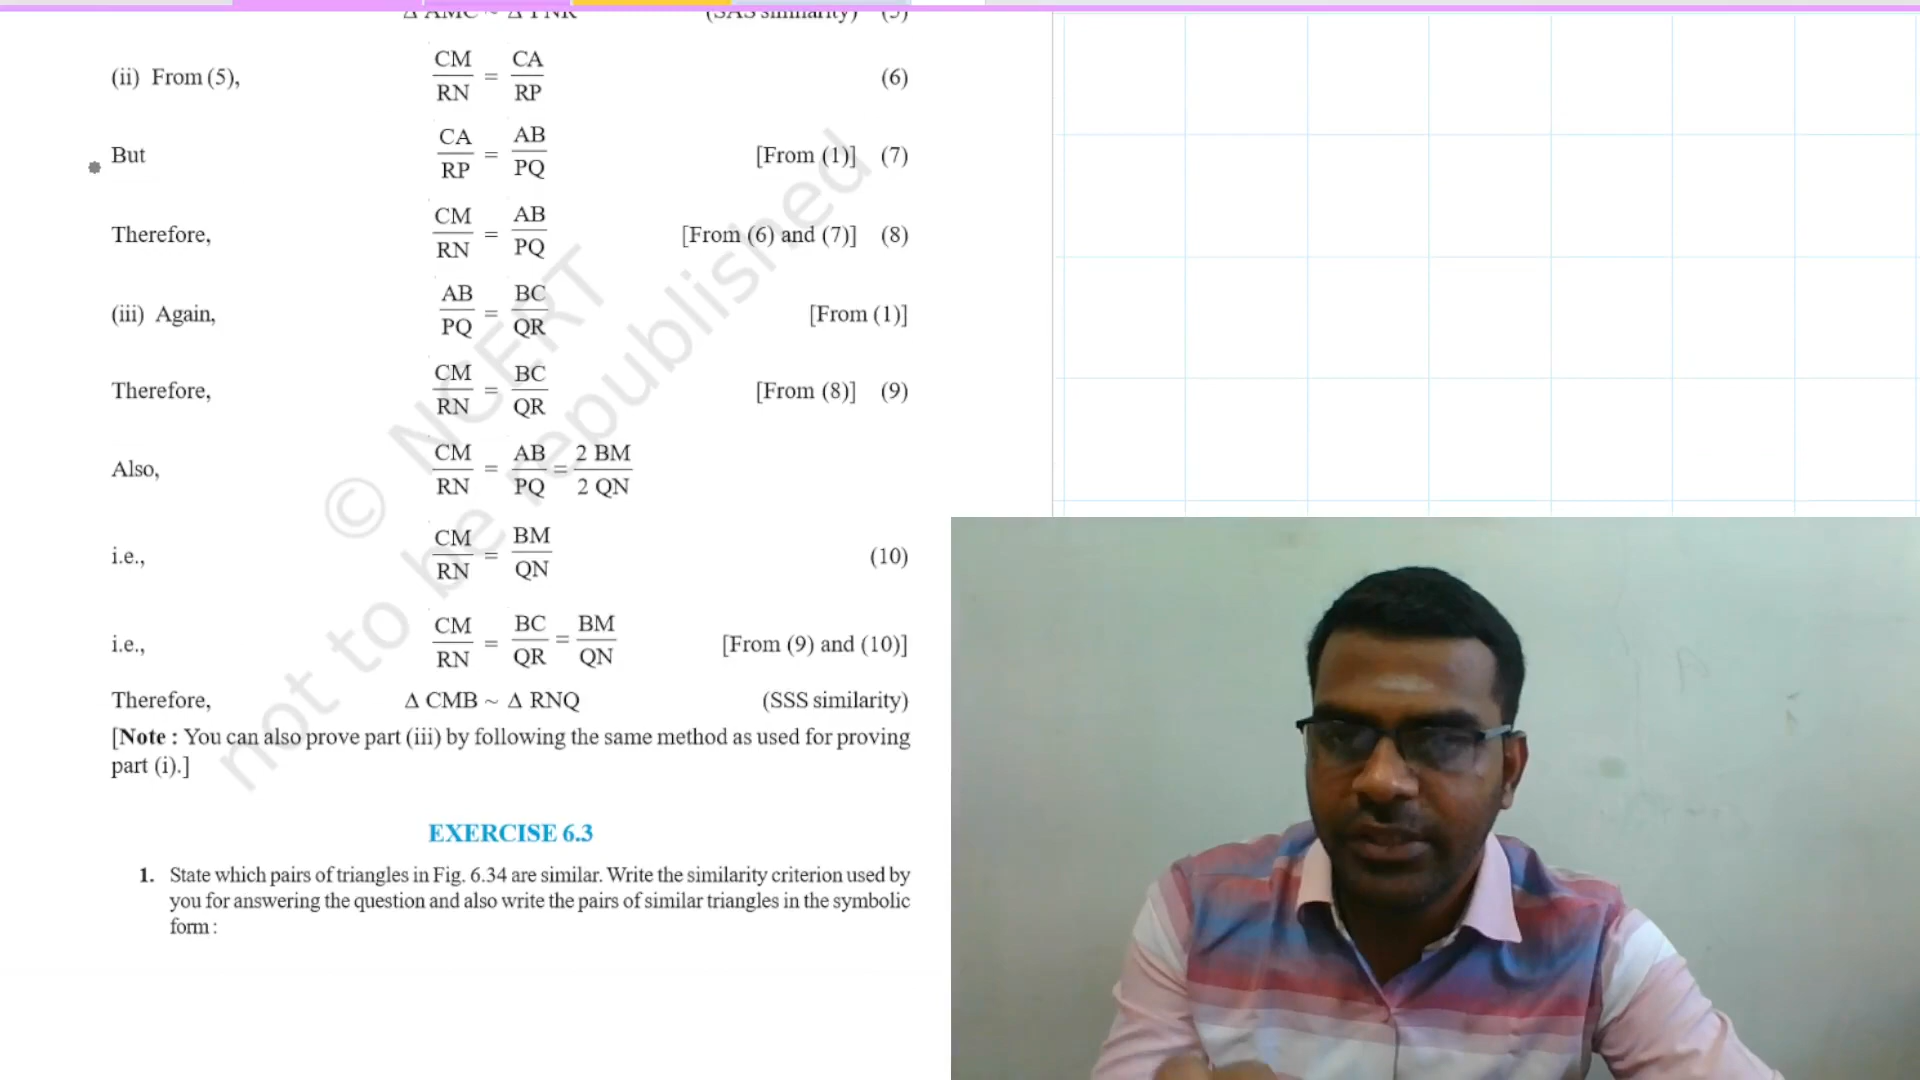 Δ AMC ~ Δ PNR (SAS similarity) (5)
(ii) From (5), CM/RN = CA/RP (6)
But CA/RP = AB/PQ [From (1)] (7)
Therefore, CM/RN = AB/PQ [From (6) and (7)] (8)
(iii) Again, AB/PQ = BC/QR [From (1)]
Therefore, CM/RN = BC/QR [From (8)] (9)
Also, CM/RN = AB/PQ = 2 BM/2 QN
i.e., CM/RN = BM/QN (10)
i.e., CM/RN = BC/QR = BM/QN [From (9) and (10)]
Therefore, Δ CMB ~ Δ RNQ (SSS similarity)
[Note : You can also prove part (iii) by following the same method as used for proving
part (i).]
EXERCISE 6.3
1. State which pairs of triangles in Fig. 6.34 are similar. Write the similarity criterion used by
you for answering the question and also write the pairs of similar triangles in the symbolic
form :
© NCERT
not to be republished